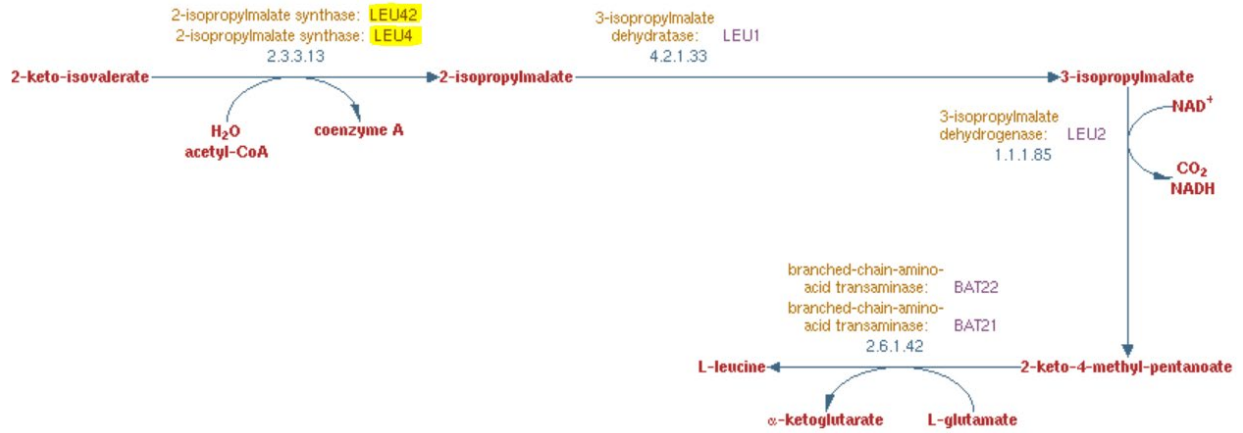 2-isopropylmalate synthase: LEU42
2-isopropylmalate synthase: LEU4
2.3.3.13
3-isopropylmalate
dehydratase: LEU1
4.2.1.33
2-keto-isovalerate
2-isopropylmalate
3-isopropylmalate
H₂O
acetyl-CoA
coenzyme A
3-isopropylmalate
dehydrogenase: LEU2
1.1.1.85
NAD⁺
CO₂
NADH
branched-chain-amino-
acid transaminase: BAT22
branched-chain-amino-
acid transaminase: BAT21
2.6.1.42
L-leucine
2-keto-4-methyl-pentanoate
α-ketoglutarate
L-glutamate